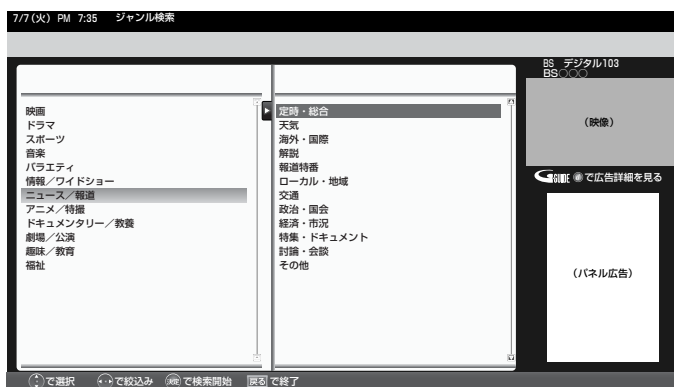 7/7(火) PM 7:35 ジャンル検索
BS デジタル103
BS○○○
(映像)
GGUIDE で広告詳細を見る
(パネル広告)
映画
ドラマ
スポーツ
音楽
バラエティ
情報／ワイドショー
ニュース／報道
アニメ／特撮
ドキュメンタリー／教養
劇場／公演
趣味／教育
福祉
定時・総合
天気
海外・国際
解説
報道特番
ローカル・地域
交通
政治・国会
経済・市況
特集・ドキュメント
討論・会談
その他
で選択 で絞込み 決定 で検索開始 戻る で終了